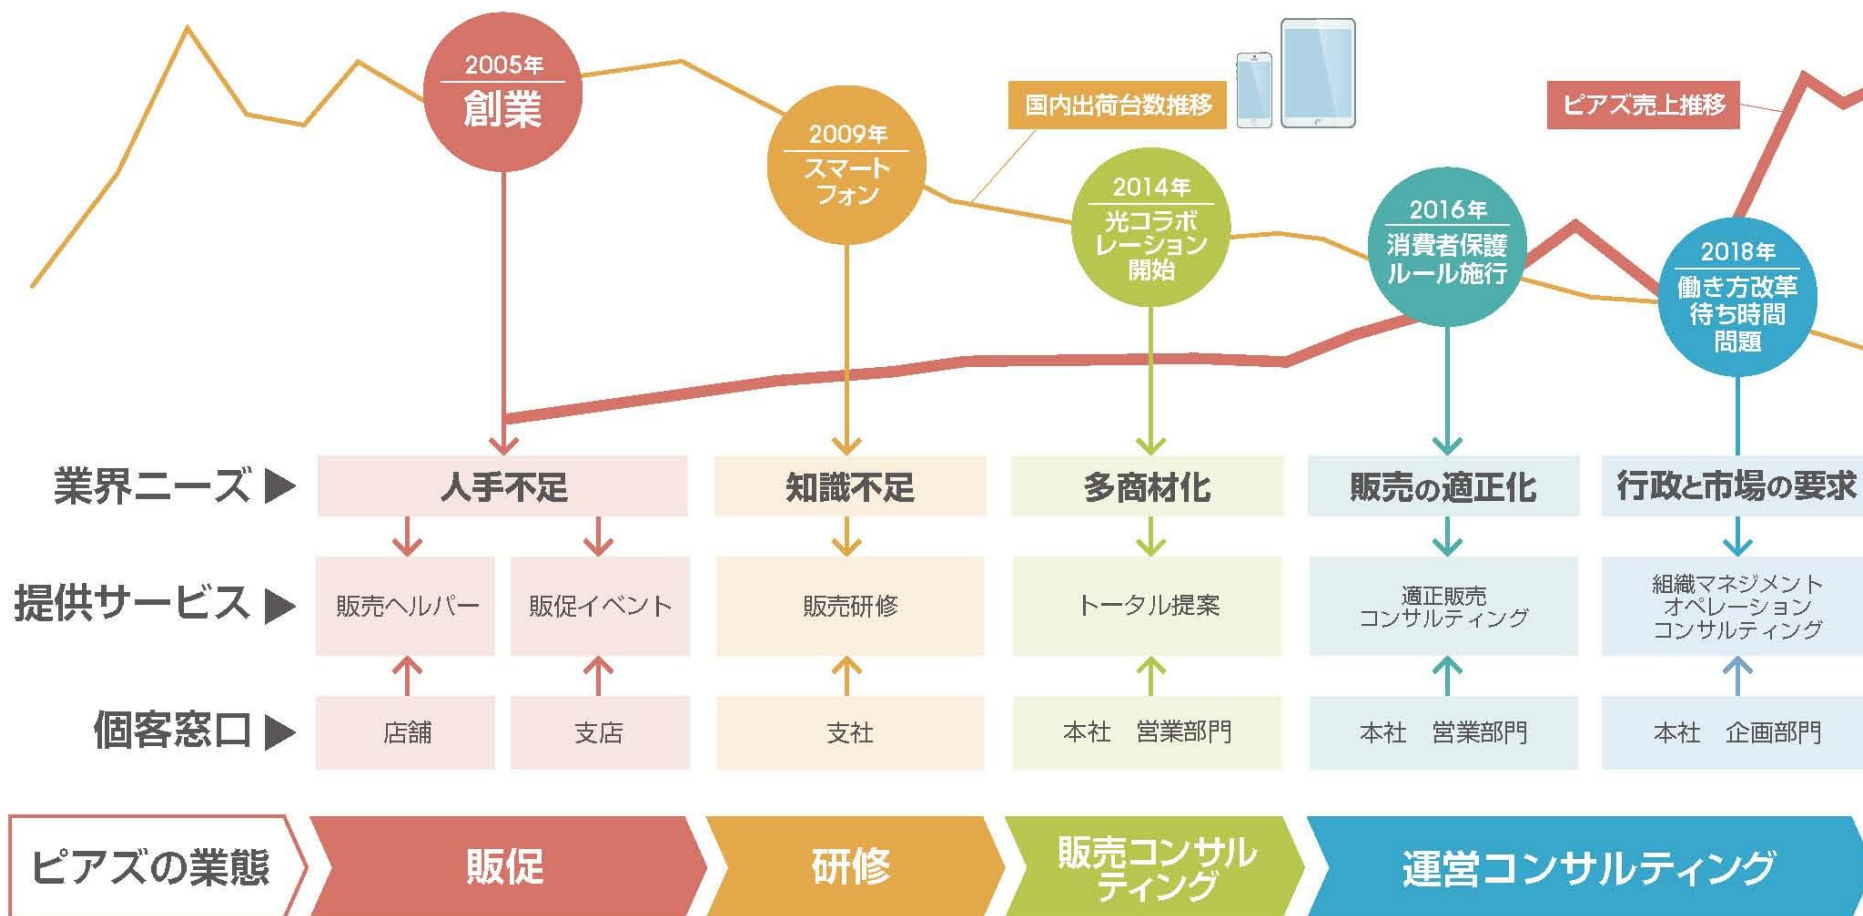 2005年
創業
2009年
スマート
フォン
国内出荷台数推移
2014年
光コラボ
レーション
開始
2016年
消費者保護
ルール施行
ピアズ売上推移
2018年
働き方改革
待ち時間
問題
業界ニーズ ▶
人手不足
知識不足
多商材化
販売の適正化
行政と市場の要求
提供サービス ▶
販売ヘルパー
販促イベント
販売研修
トータル提案
適正販売
コンサルティング
組織マネジメント
オペレーション
コンサルティング
個客窓口 ▶
店舗
支店
支社
本社　営業部門
本社　営業部門
本社　企画部門
ピアズの業態
販促
研修
販売コンサル
ティング
運営コンサルティング